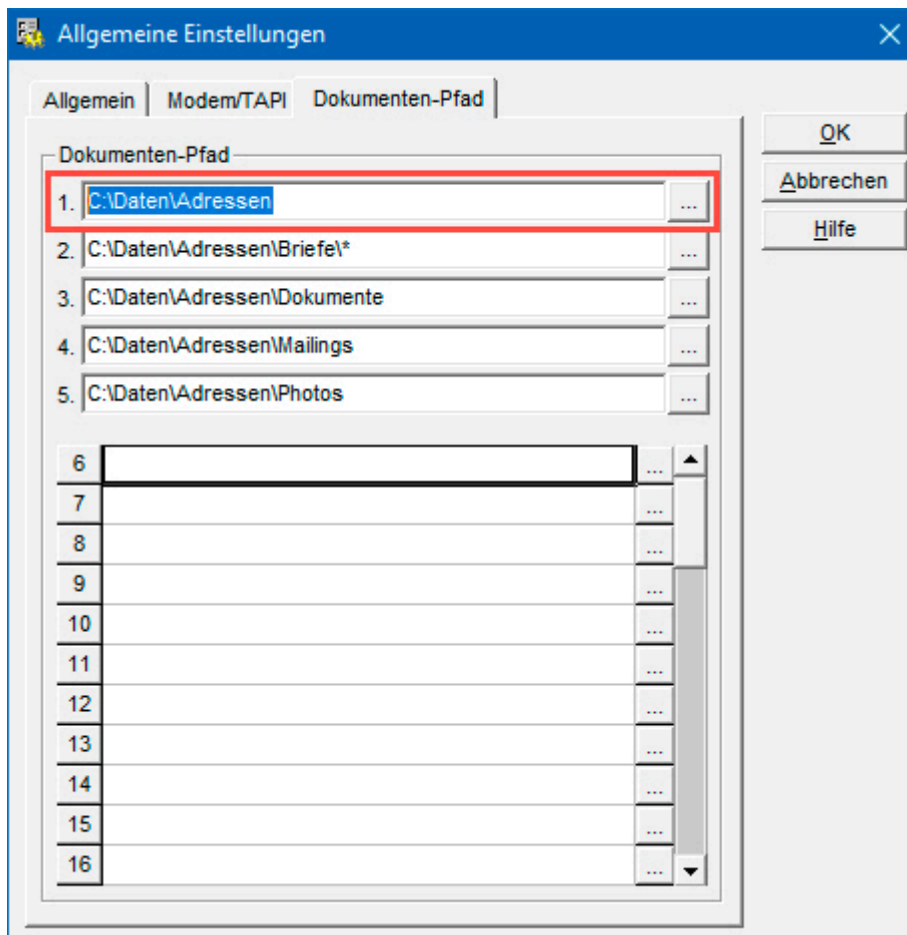 Allgemeine Einstellungen
Allgemein Modem/TAPI Dokumenten-Pfad
OK
Abbrechen
Hilfe
Dokumenten-Pfad
1. C:\Daten\Adressen ...
2. C:\Daten\Adressen\Briefe\* ...
3. C:\Daten\Adressen\Dokumente ...
4. C:\Daten\Adressen\Mailings ...
5. C:\Daten\Adressen\Photos ...
6 ...
7 ...
8 ...
9 ...
10 ...
11 ...
12 ...
13 ...
14 ...
15 ...
16 ...